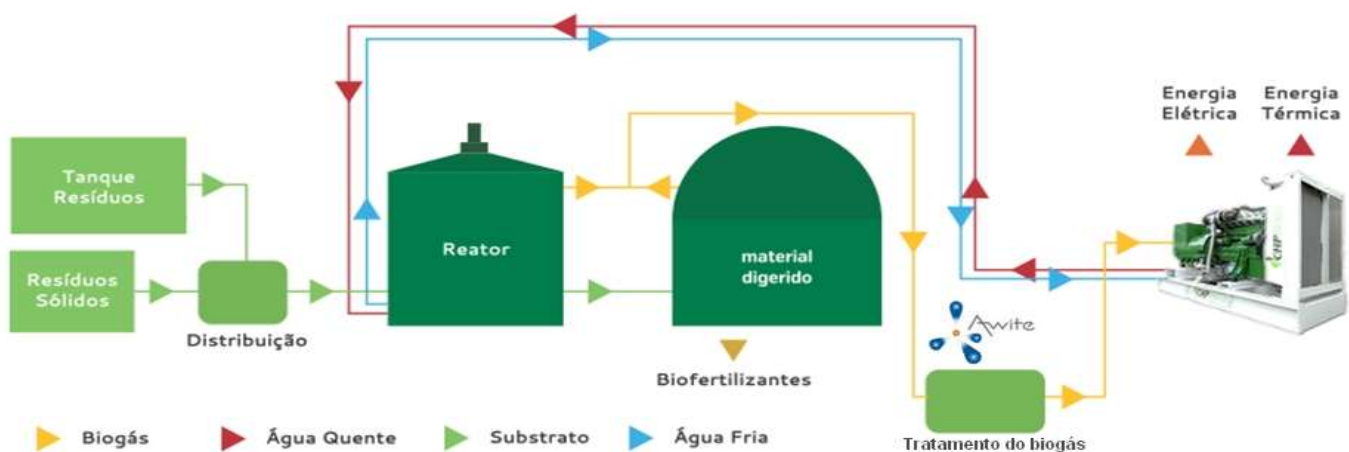 Energia
Elétrica
Energia
Térmica
Tanque
Resíduos
Reator
material
digerido
Resíduos
Sólidos
Distribuição
CHP
Awite
Biofertilizantes
Biogás
Água Quente
Substrato
Água Fria
Tratamento do biogás